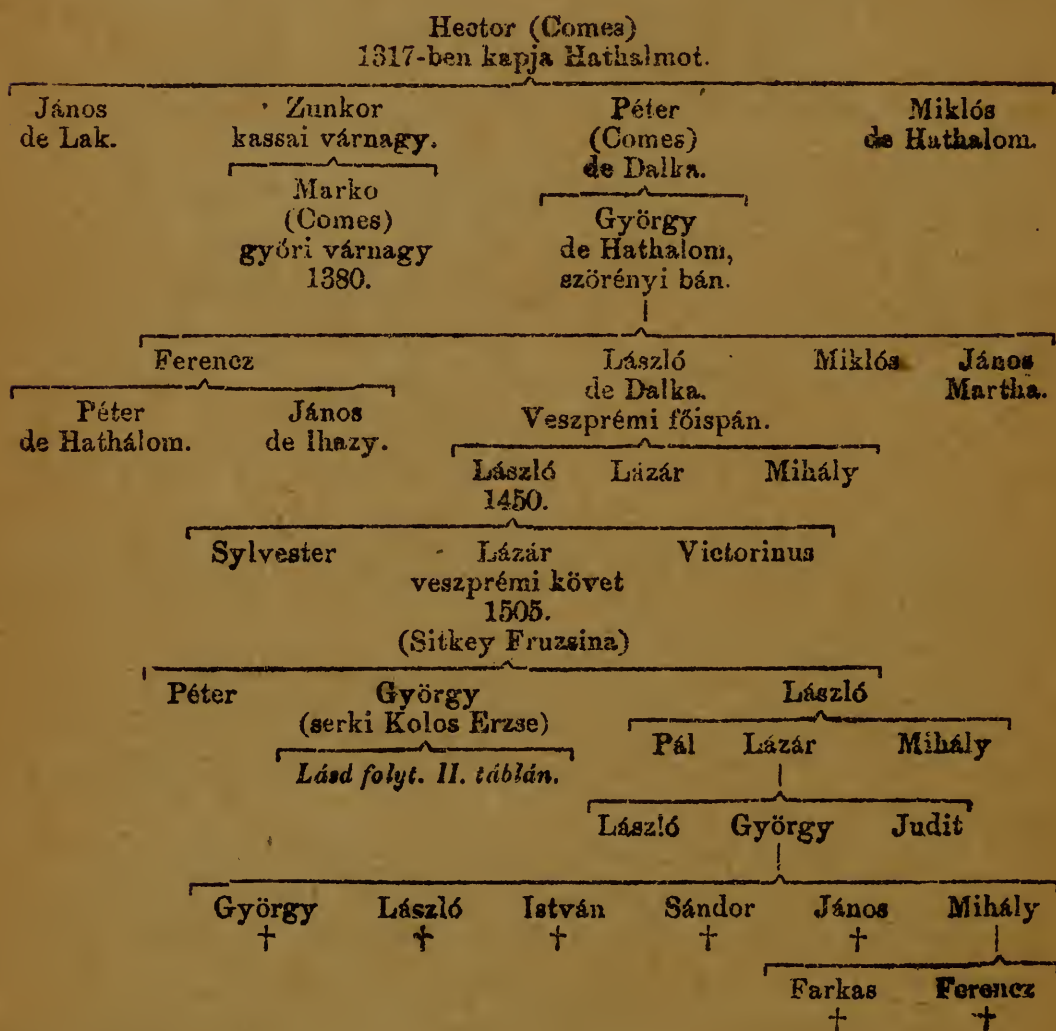 Hector (Comes)
1317-ben kapja Hathalmot.
János Zunkor Péter Miklós
de Lak. kassai várnagy. (Comes) de Hathalom.
de Dalka.
Marko
(Comes) György
győri várnagy de Hathalom,
1380. szörényi bán.
Ferencz László Miklós János
de Dalka. Martha.
Péter János Veszprémi főispán.
de Hathálom. de Ihazy.
László Lázár Mihály
1450.
Sylvester Lázár Victorinus
veszprémi követ
1505.
(Sitkey Fruzsina)
Péter György László
(serki Kolos Erzse)
Pál Lázár Mihály
Lásd folyt. II. táblán.
László György Judit
György László István Sándor János Mihály
† † † † †
Farkas Ferencz
† †